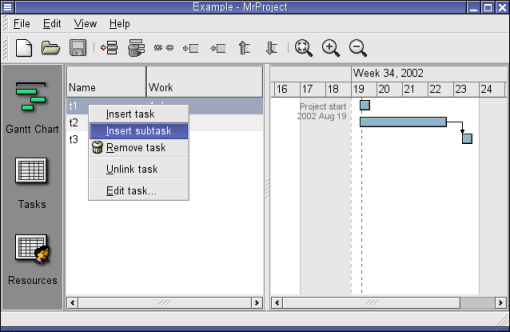 Example - MrProject
File Edit View Help
Gantt Chart
Tasks
Resources
Name Work
t1
t2
t3
Insert task
Insert subtask
Remove task
Unlink task
Edit task...
Week 34, 2002
16 17 18 19 20 21 22 23 24
Project start
2002 Aug 19